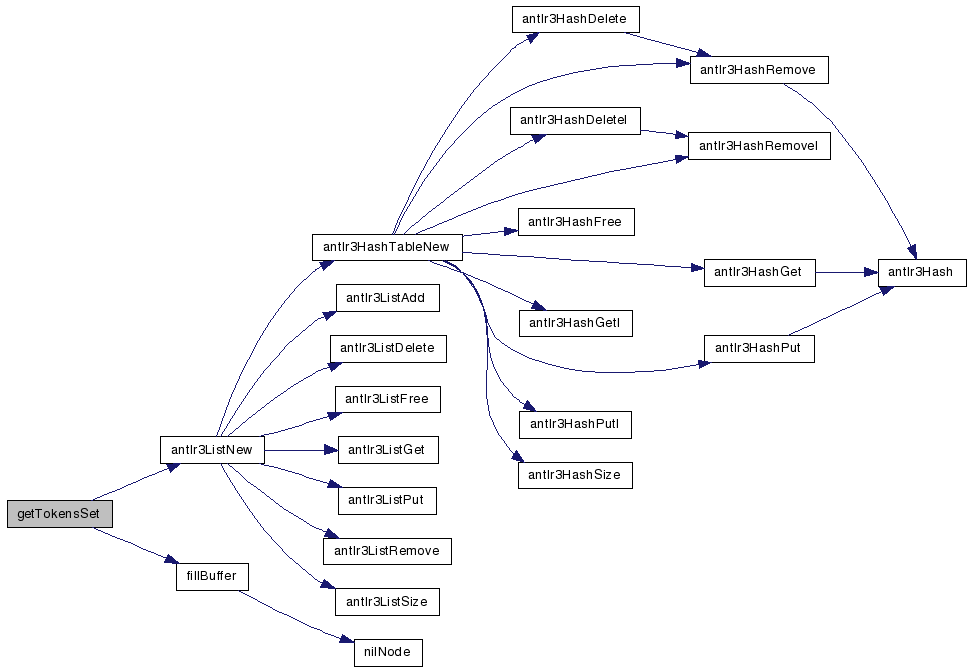 antlr3HashDelete
antlr3HashRemove
antlr3HashDeleteI
antlr3HashRemoveI
antlr3HashFree
antlr3HashTableNew
antlr3HashGet
antlr3Hash
antlr3ListAdd
antlr3HashGetI
antlr3ListDelete
antlr3HashPut
antlr3ListFree
antlr3HashPutI
antlr3ListNew
antlr3ListGet
antlr3HashSize
antlr3ListPut
getTokensSet
antlr3ListRemove
fillBuffer
antlr3ListSize
nilNode